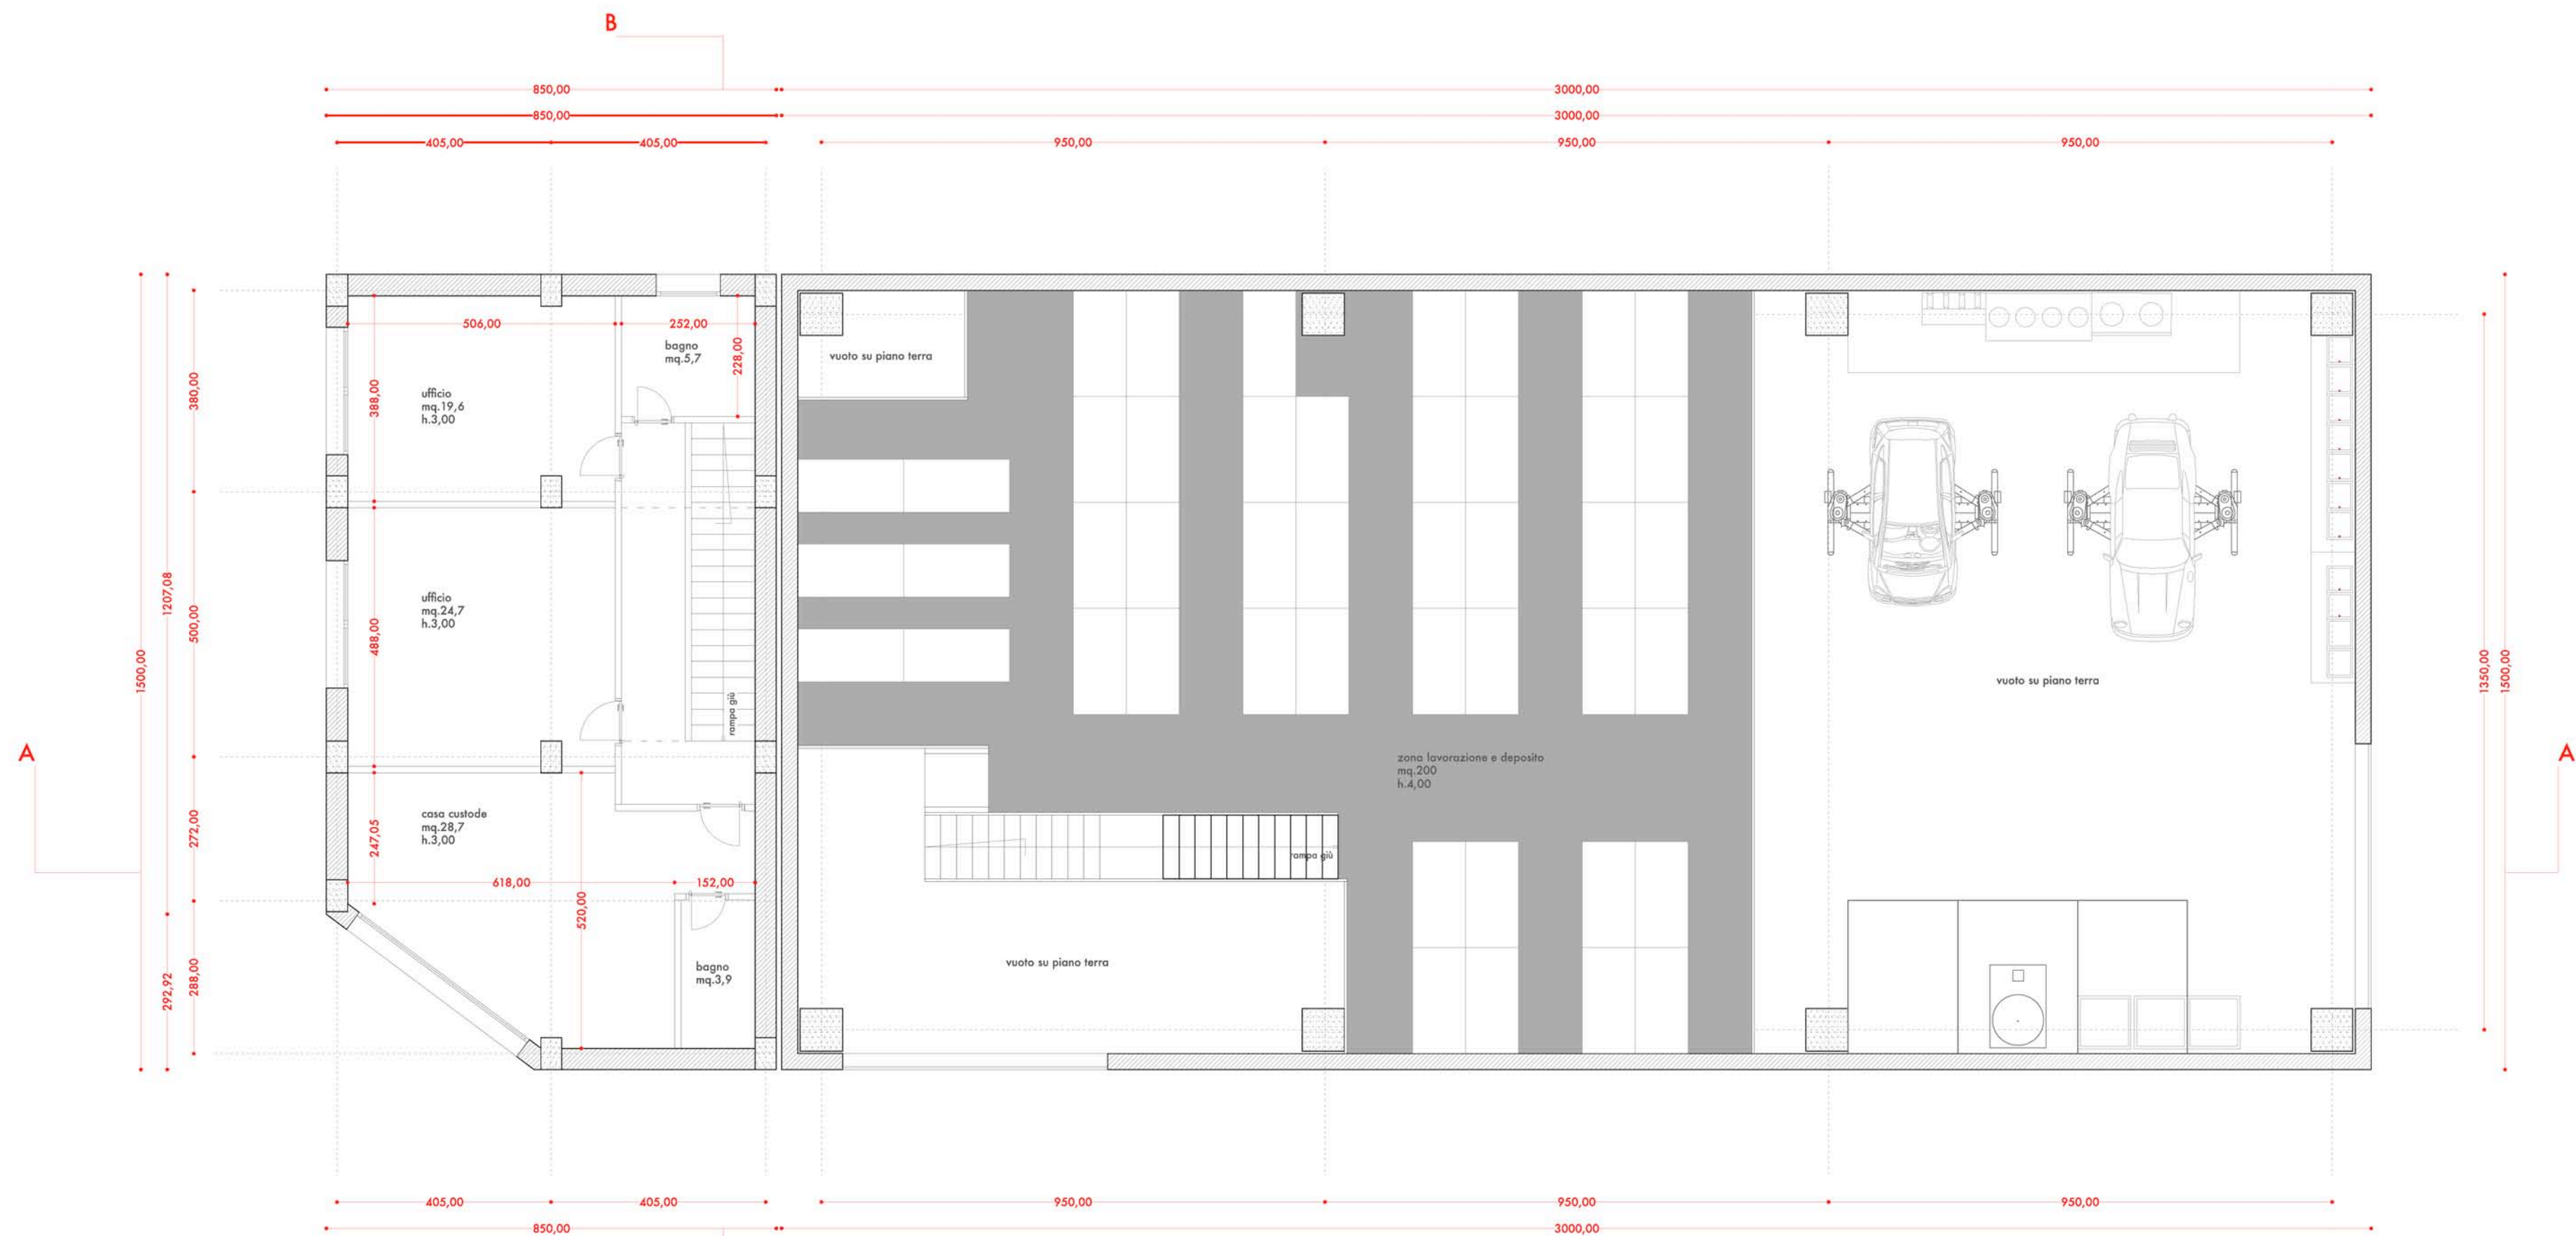 B
850,00
3000,00
850,00
3000,00
405,00
405,00
950,00
950,00
950,00
506,00
252,00
bagno
mq.5,7
228,00
vuoto su piano terra
380,00
388,00
ufficio
mq.19,6
h.3,00
1207,08
500,00
488,00
ufficio
mq.24,7
h.3,00
rampa giù
1500,00
vuoto su piano terra
1350,00
1500,00
A
A
zona lavorazione e deposito
mq.200
h.4,00
272,00
247,05
casa custode
mq.28,7
h.3,00
rampa giù
618,00
152,00
520,00
292,92
288,00
bagno
mq.3,9
vuoto su piano terra
405,00
405,00
950,00
950,00
950,00
850,00
3000,00